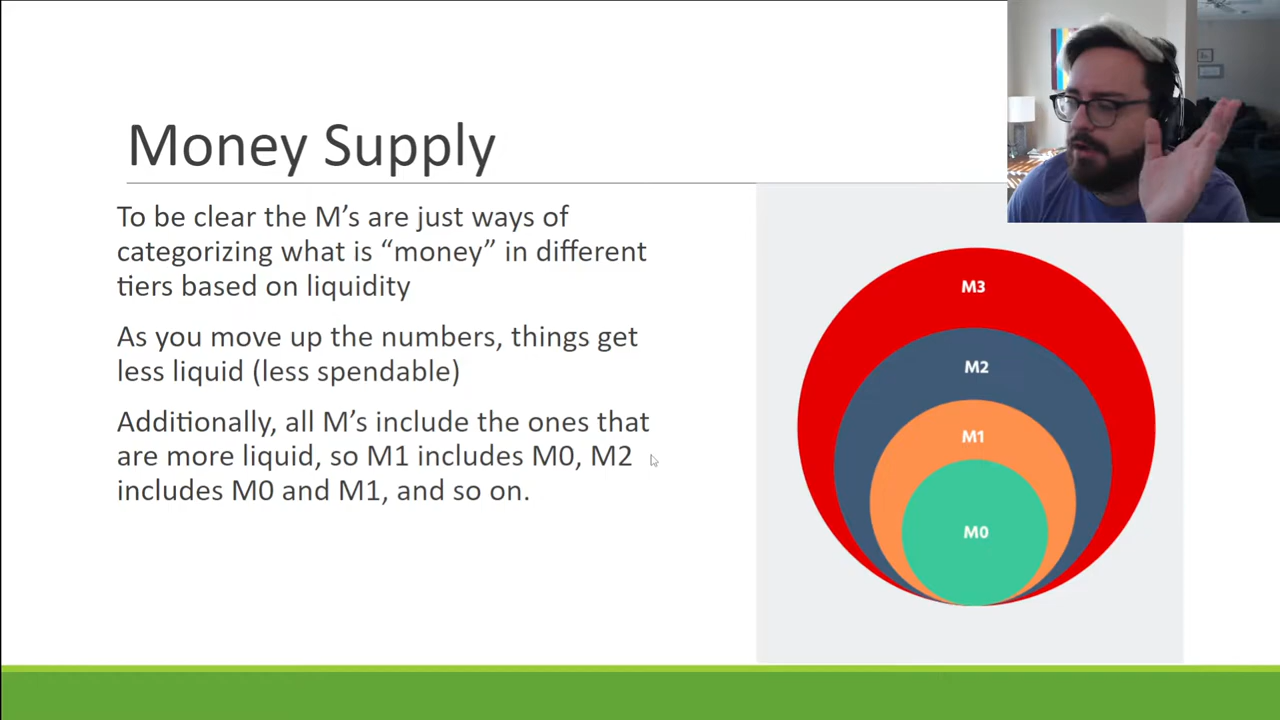 Money Supply
To be clear the M’s are just ways of
categorizing what is “money” in different
tiers based on liquidity
As you move up the numbers, things get
less liquid (less spendable)
Additionally, all M’s include the ones that
are more liquid, so M1 includes M0, M2
includes M0 and M1, and so on.
M3
M2
M1
M0